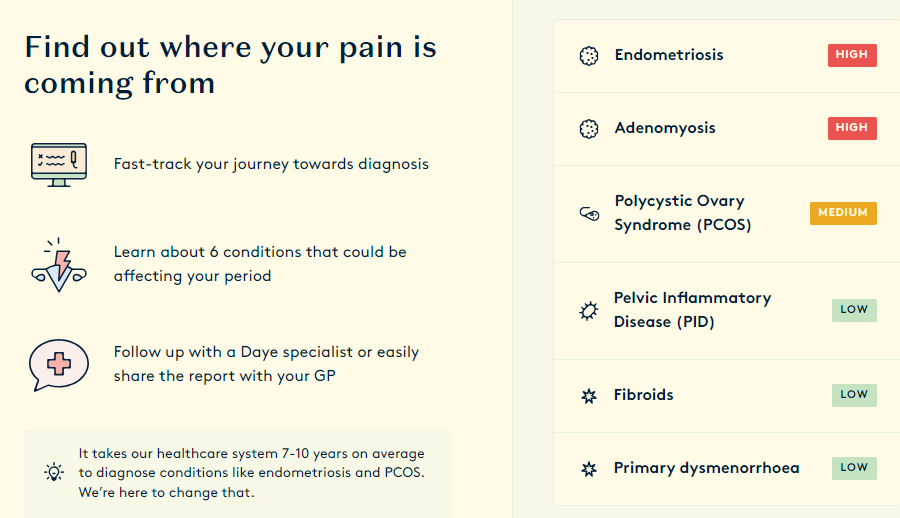 Find out where your pain is
coming from
Fast-track your journey towards diagnosis
Learn about 6 conditions that could be
affecting your period
Follow up with a Daye specialist or easily
share the report with your GP
It takes our healthcare system 7-10 years on average
to diagnose conditions like endometriosis and PCOS.
We’re here to change that.
Endometriosis HIGH
Adenomyosis HIGH
Polycystic Ovary
Syndrome (PCOS) MEDIUM
Pelvic Inflammatory
Disease (PID) LOW
Fibroids LOW
Primary dysmenorrhoea LOW